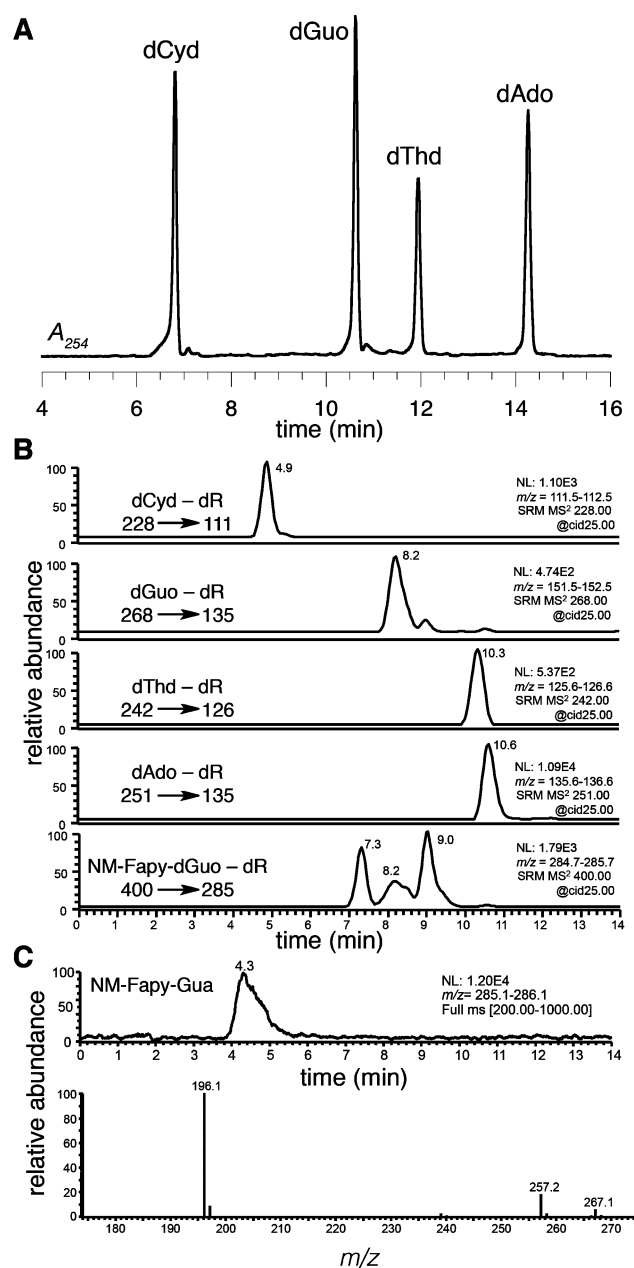 A
dCyd
dGuo
dThd
dAdo
A254
4 6 8 10 12 14 16
time (min)
B
relative abundance
100
50
0
4.9
dCyd – dR
228 → 111
NL: 1.10E3
m/z = 111.5-112.5
SRM MS² 228.00
@cid25.00
100
50
0
8.2
dGuo – dR
268 → 135
NL: 4.74E2
m/z = 151.5-152.5
SRM MS² 268.00
@cid25.00
100
50
0
10.3
dThd – dR
242 → 126
NL: 5.37E2
m/z = 125.6-126.6
SRM MS² 242.00
@cid25.00
100
50
0
10.6
dAdo – dR
251 → 135
NL: 1.09E4
m/z = 135.6-136.6
SRM MS² 251.00
@cid25.00
100
50
0
7.3
8.2
9.0
NM-Fapy-dGuo – dR
400 → 285
NL: 1.79E3
m/z = 284.7-285.7
SRM MS² 400.00
@cid25.00
0 1 2 3 4 5 6 7 8 9 10 11 12 13 14
time (min)
C
relative abundance
100
50
0
4.3
NM-Fapy-Gua
NL: 1.20E4
m/z= 285.1-286.1
Full ms [200.00-1000.00]
0 1 2 3 4 5 6 7 8 9 10 11 12 13 14
time (min)
100
80
60
40
20
0
196.1
257.2
267.1
180 190 200 210 220 230 240 250 260 270
m/z